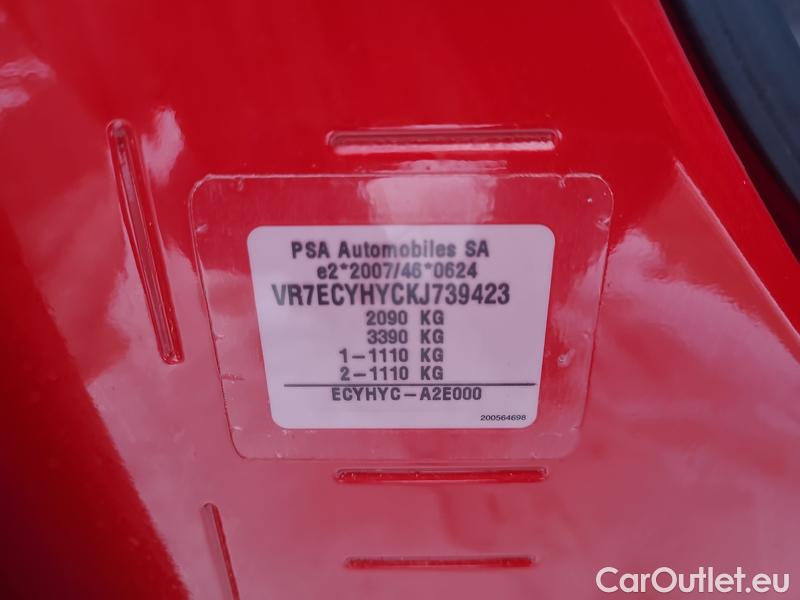 PSA Automobiles SA
e2*2007/46*0624
VR7ECYHYCKJ739423
2090 KG
3390 KG
1-1110 KG
2-1110 KG
ECYHYC-A2E000
200564698
CarOutlet.eu